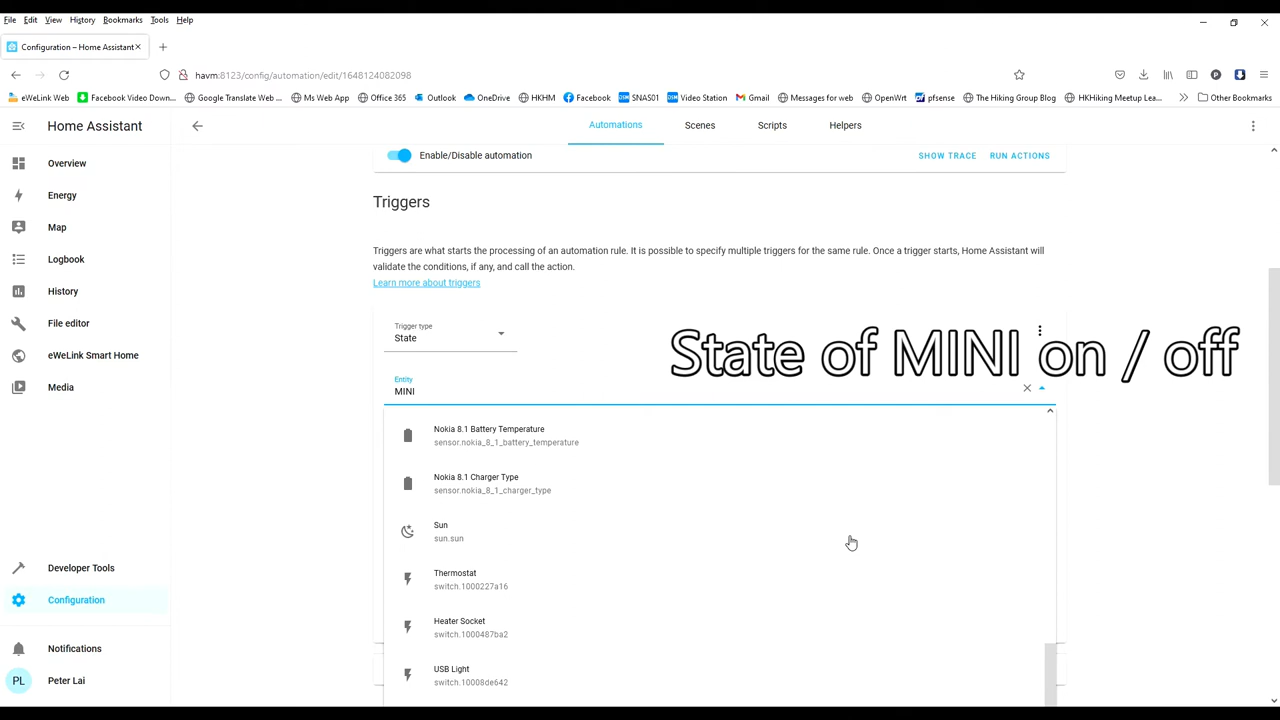 File Edit View History Bookmarks Tools Help
Configuration – Home Assistant
havm:8123/config/automation/edit/1648124082098
eWeLink Web Facebook Video Down... Google Translate Web ... Ms Web App Office 365 Outlook OneDrive HKHM Facebook SNAS01 Video Station Gmail Messages for web OpenWrt pfsense The Hiking Group Blog HKHiking Meetup Lea... Other Bookmarks
Home Assistant
Automations Scenes Scripts Helpers
Overview
Energy
Map
Logbook
History
File editor
eWeLink Smart Home
Media
Developer Tools
Configuration
Notifications
PL Peter Lai
Enable/Disable automation SHOW TRACE RUN ACTIONS
Triggers
Triggers are what starts the processing of an automation rule. It is possible to specify multiple triggers for the same rule. Once a trigger starts, Home Assistant will
validate the conditions, if any, and call the action.
Learn more about triggers
Trigger type
State
State of MINI on / off
Entity
MINI
Nokia 8.1 Battery Temperature
sensor.nokia_8_1_battery_temperature
Nokia 8.1 Charger Type
sensor.nokia_8_1_charger_type
Sun
sun.sun
Thermostat
switch.1000227a16
Heater Socket
switch.1000487ba2
USB Light
switch.10008de642